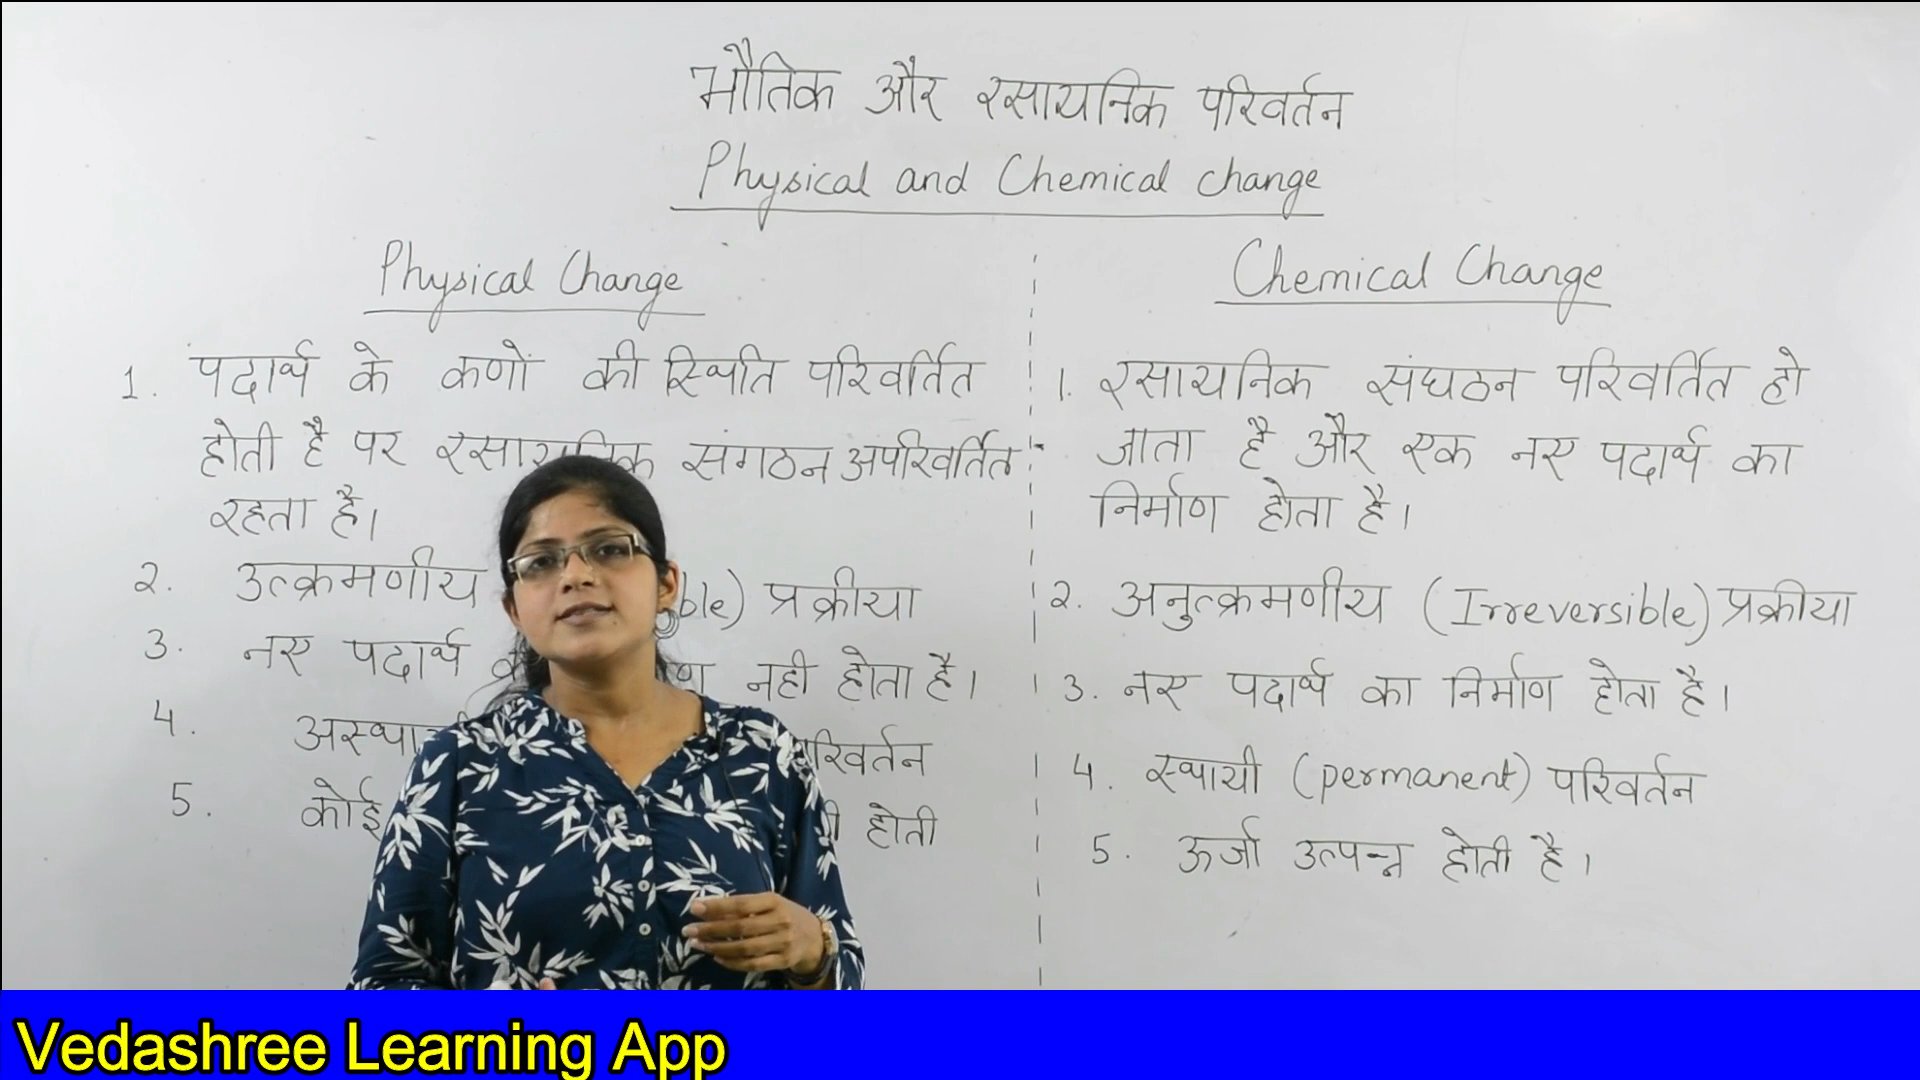 भौतिक और रसायनिक परिवर्तन
Physical and Chemical change
Physical Change
1. पदार्थ के कणों की स्थिति परिवर्तित
होती है पर रसायनिक संगठन अपरिवर्तित
रहता है।
२. उत्क्रमणीय ble) प्रक्रीया
3. नए पदार्थ नही होता है।
4. परिवर्तन
5. कोई होती
Chemical Change
1. रसायनिक संघठन परिवर्तित हो
जाता है और एक नए पदार्थ का
निर्माण होता है।
२. अनुत्क्रमणीय (Irreversible) प्रक्रीया
3. नए पदार्थ का निर्माण होता है।
4. स्थायी (permanent) परिवर्तन
5. ऊर्जा उत्पन्न होती है।
Vedashree Learning App